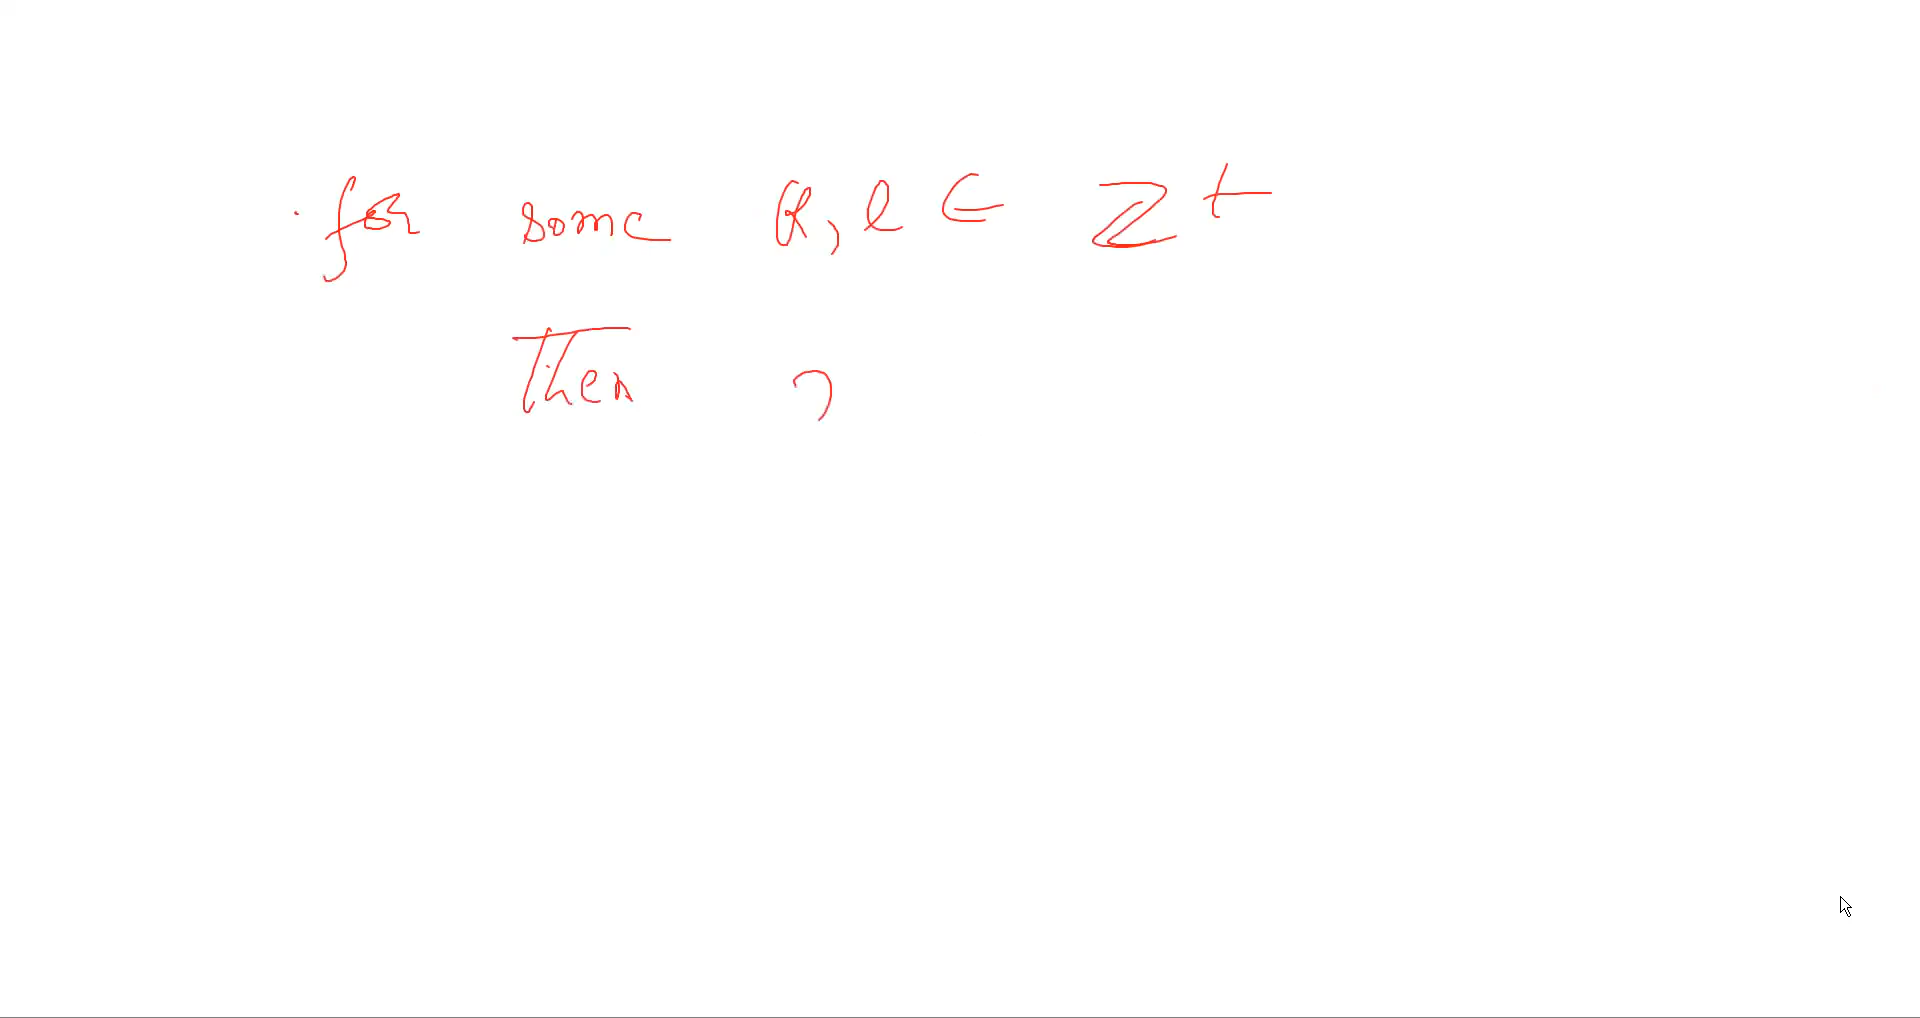 for some k, l ∈ ℤ⁺
Then